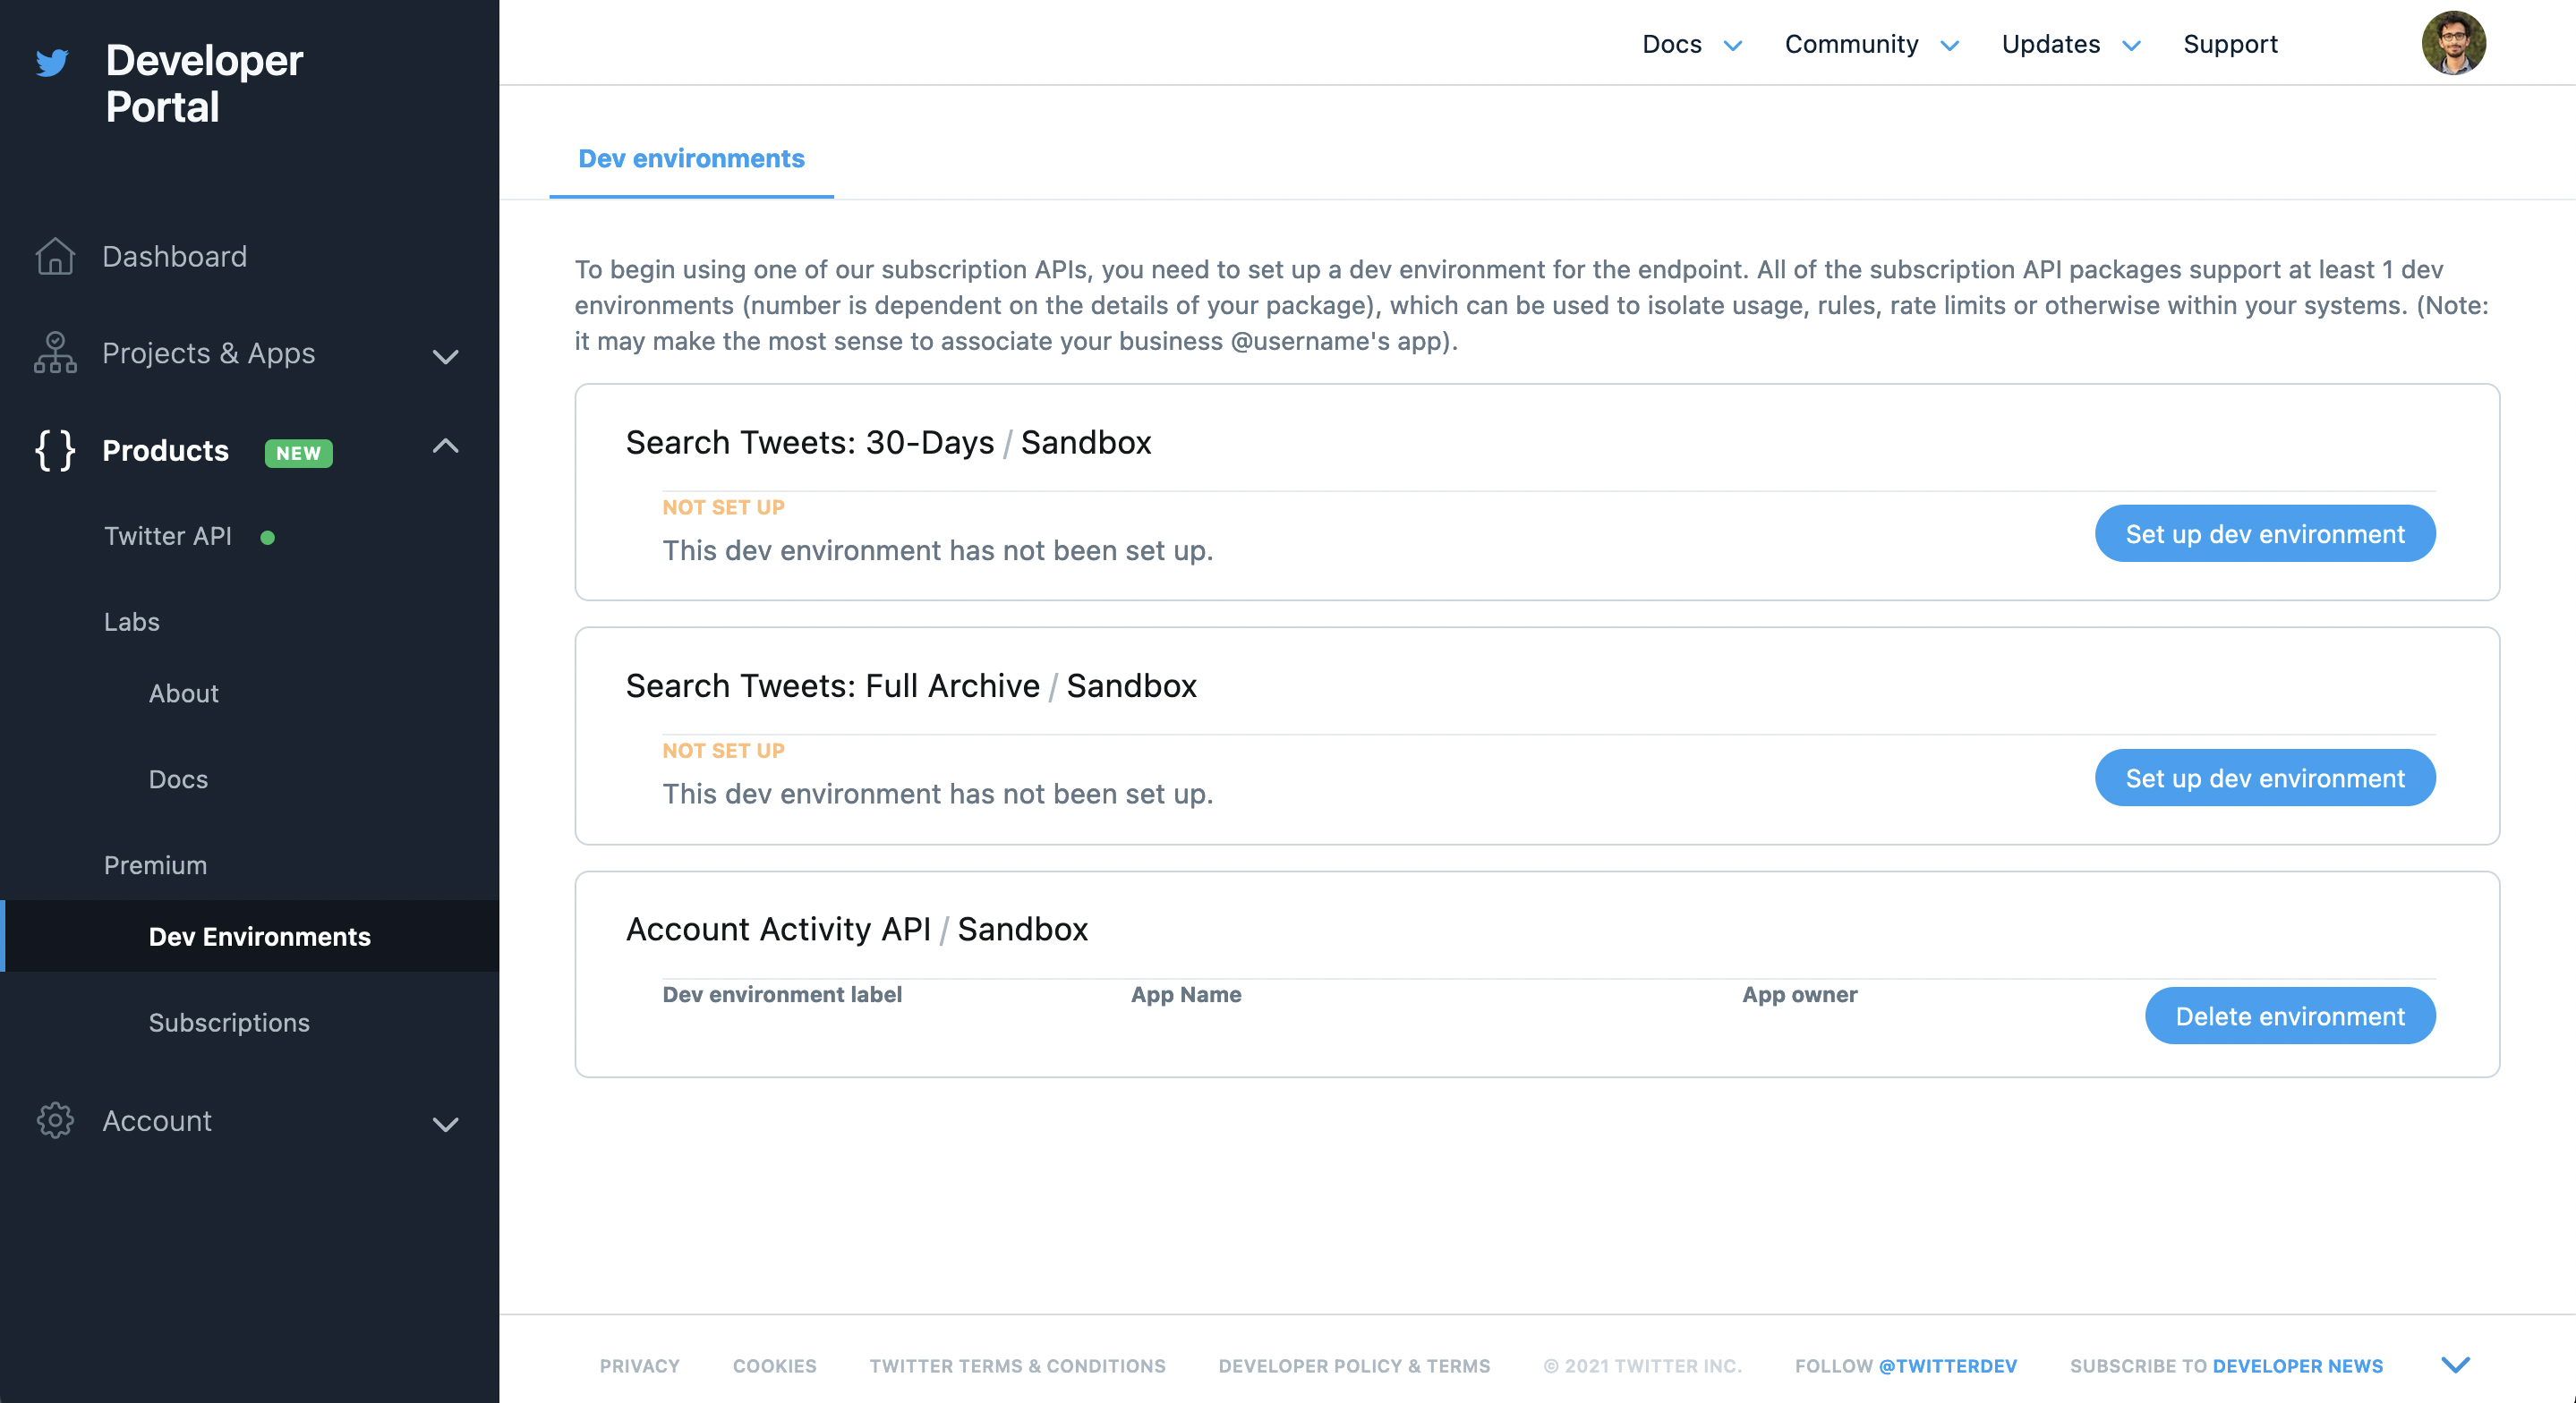 Developer
Portal
Dashboard
Projects & Apps
Products NEW
Twitter API
Labs
About
Docs
Premium
Dev Environments
Subscriptions
Account
Docs Community Updates Support
Dev environments
To begin using one of our subscription APIs, you need to set up a dev environment for the endpoint. All of the subscription API packages support at least 1 dev
environments (number is dependent on the details of your package), which can be used to isolate usage, rules, rate limits or otherwise within your systems. (Note:
it may make the most sense to associate your business @username's app).
Search Tweets: 30-Days / Sandbox
NOT SET UP
This dev environment has not been set up.
Set up dev environment
Search Tweets: Full Archive / Sandbox
NOT SET UP
This dev environment has not been set up.
Set up dev environment
Account Activity API / Sandbox
Dev environment label App Name App owner
Delete environment
PRIVACY COOKIES TWITTER TERMS & CONDITIONS DEVELOPER POLICY & TERMS © 2021 TWITTER INC. FOLLOW @TWITTERDEV SUBSCRIBE TO DEVELOPER NEWS